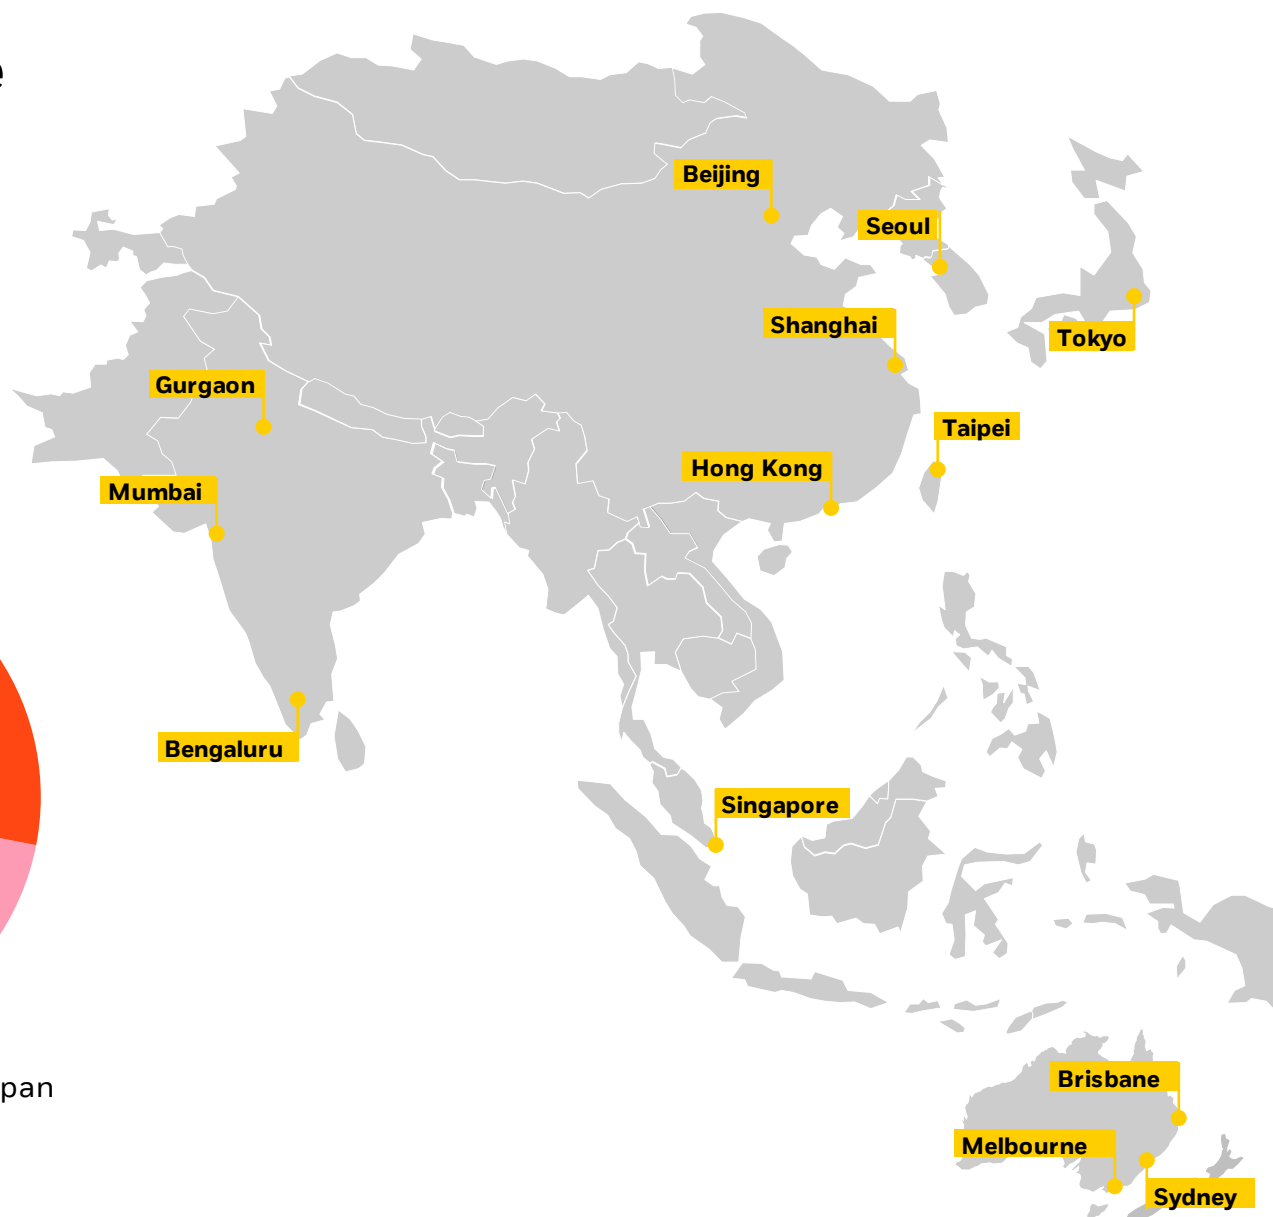 e
Beijing
Seoul
Shanghai
Tokyo
Gurgaon
Taipei
Hong Kong
Mumbai
Bengaluru
Singapore
pan
Brisbane
Melbourne
Sydney